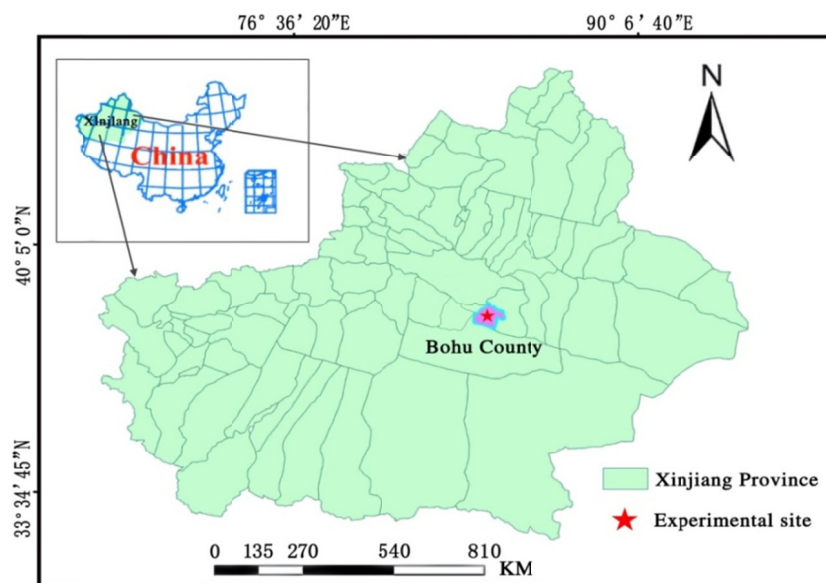 76° 36′ 20″E
90° 6′ 40″E
N
Xinjiang
China
40° 5′ 0″N
Bohu County
33° 34′ 45″N
Xinjiang Province
Experimental site
0 135 270 540 810
KM